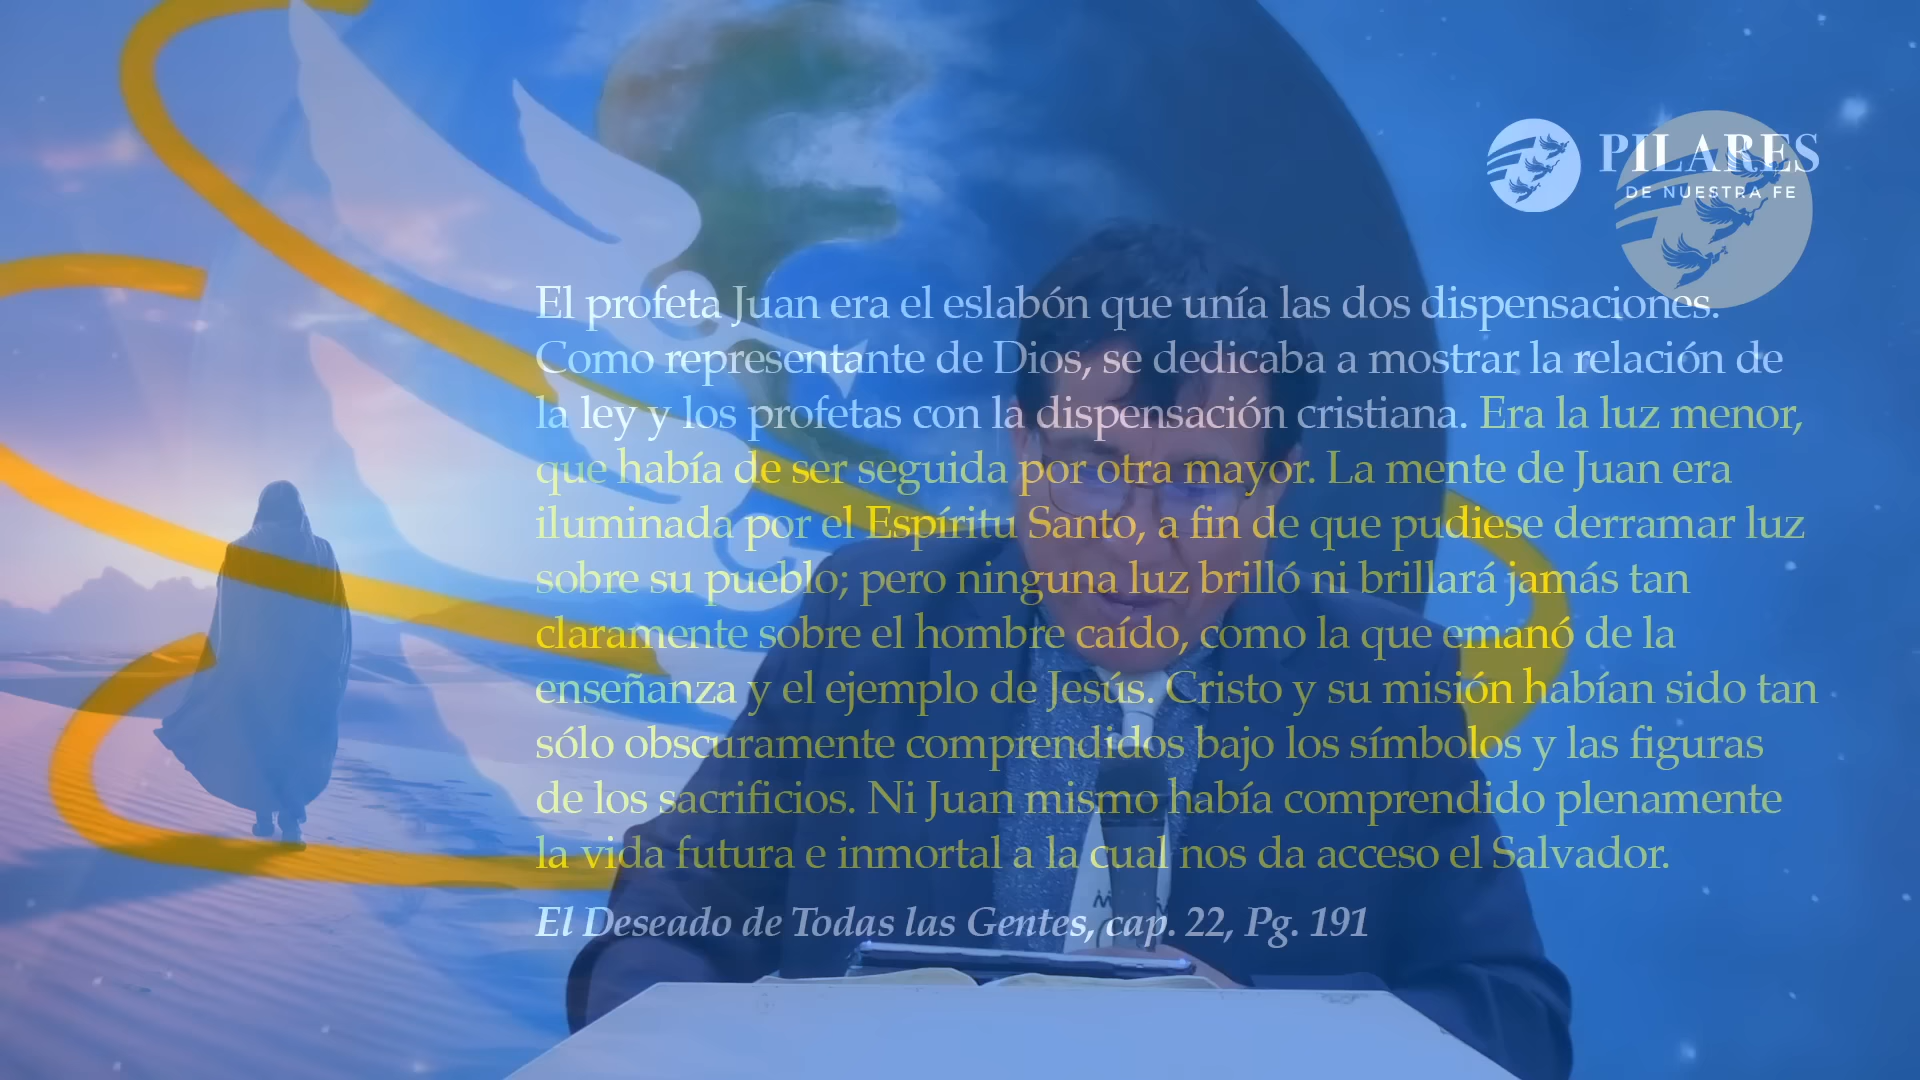 PILARES
DE NUESTRA FE
El profeta Juan era el eslabón que unía las dos dispensaciones.
Como representante de Dios, se dedicaba a mostrar la relación de
la ley y los profetas con la dispensación cristiana. Era la luz menor,
que había de ser seguida por otra mayor. La mente de Juan era
iluminada por el Espíritu Santo, a fin de que pudiese derramar luz
sobre su pueblo; pero ninguna luz brilló ni brillará jamás tan
claramente sobre el hombre caído, como la que emanó de la
enseñanza y el ejemplo de Jesús. Cristo y su misión habían sido tan
sólo obscuramente comprendidos bajo los símbolos y las figuras
de los sacrificios. Ni Juan mismo había comprendido plenamente
la vida futura e inmortal a la cual nos da acceso el Salvador.
El Deseado de Todas las Gentes, cap. 22, Pg. 191